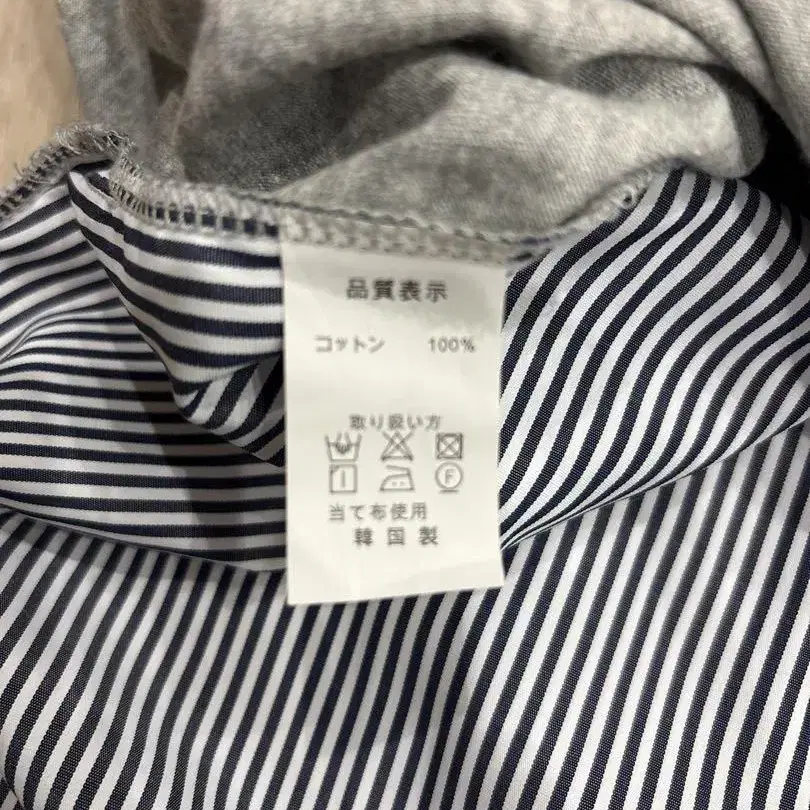 品質表示
コットン 100%
取り扱い方
F
当て布使用
韓国製